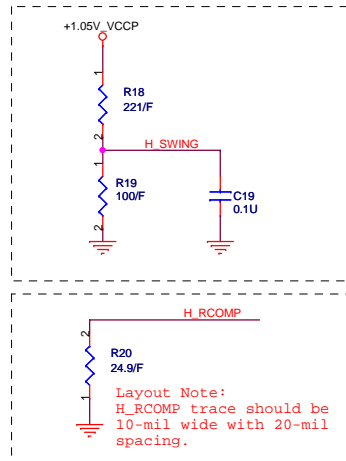 +1.05V_VCCP
1
R18
221/F
2
H_SWING
1
R19
100/F
2
C19
0.1U
H_RCOMP
2
R20
24.9/F
1
Layout Note:
H_RCOMP trace should be
10-mil wide with 20-mil
spacing.